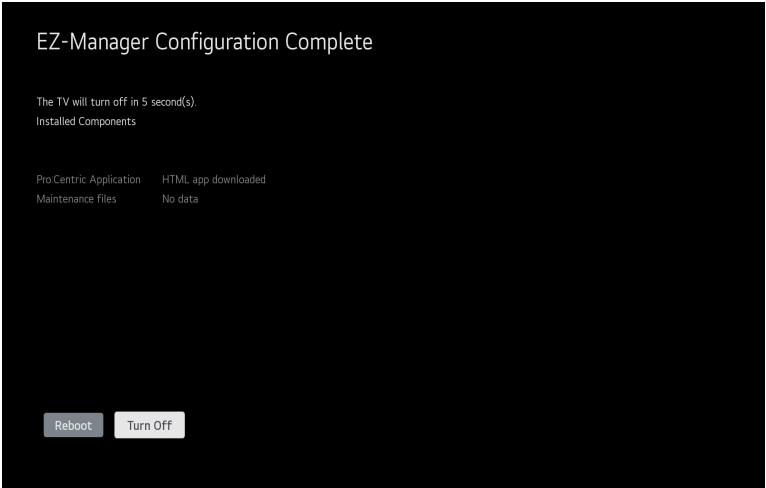 EZ-Manager Configuration Complete
The TV will turn off in 5 second(s).
Installed Components
Pro:Centric Application HTML app downloaded
Maintenance files No data
Reboot Turn Off